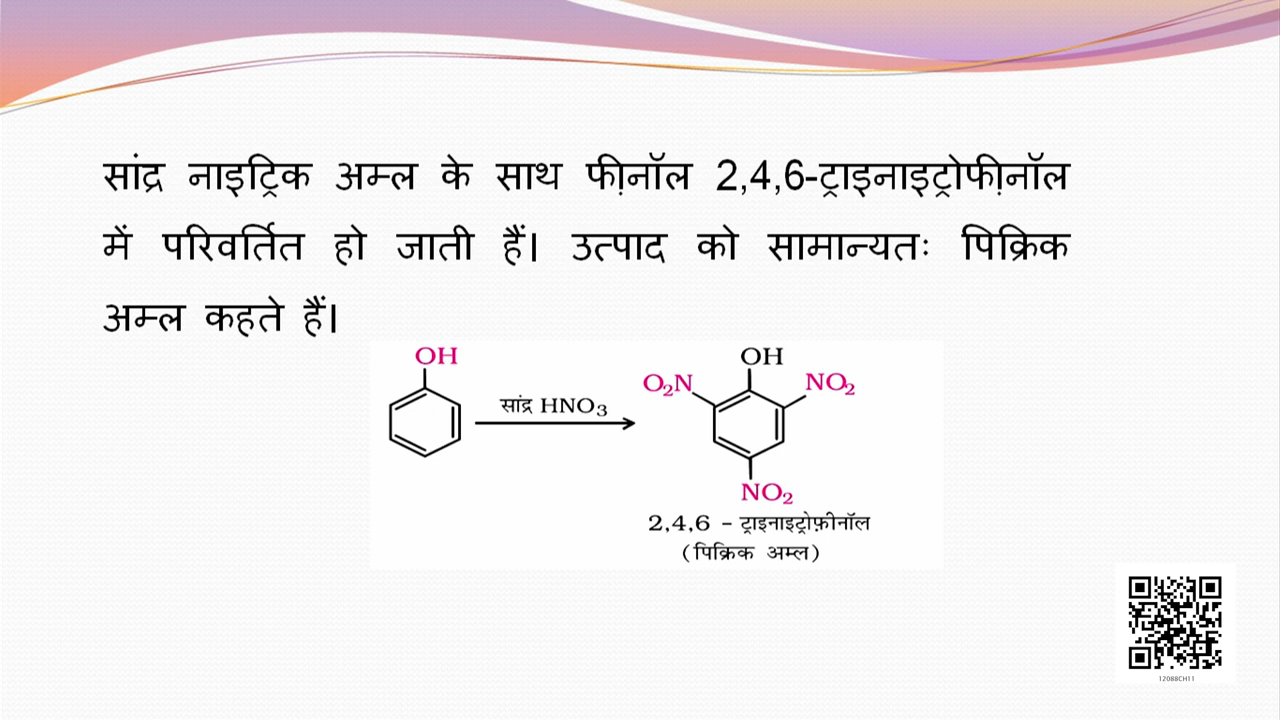 सांद्र नाइट्रिक अम्ल के साथ फी़नॉल 2,4,6-ट्राइनाइट्रोफी़नॉल
में परिवर्तित हो जाती हैं। उत्पाद को सामान्यतः पिक्रिक
अम्ल कहते हैं।
OH
सांद्र HNO₃
OH
O₂N
NO₂
NO₂
2,4,6 - ट्राइनाइट्रोफ़ीनॉल
(पिक्रिक अम्ल)
12088CH11